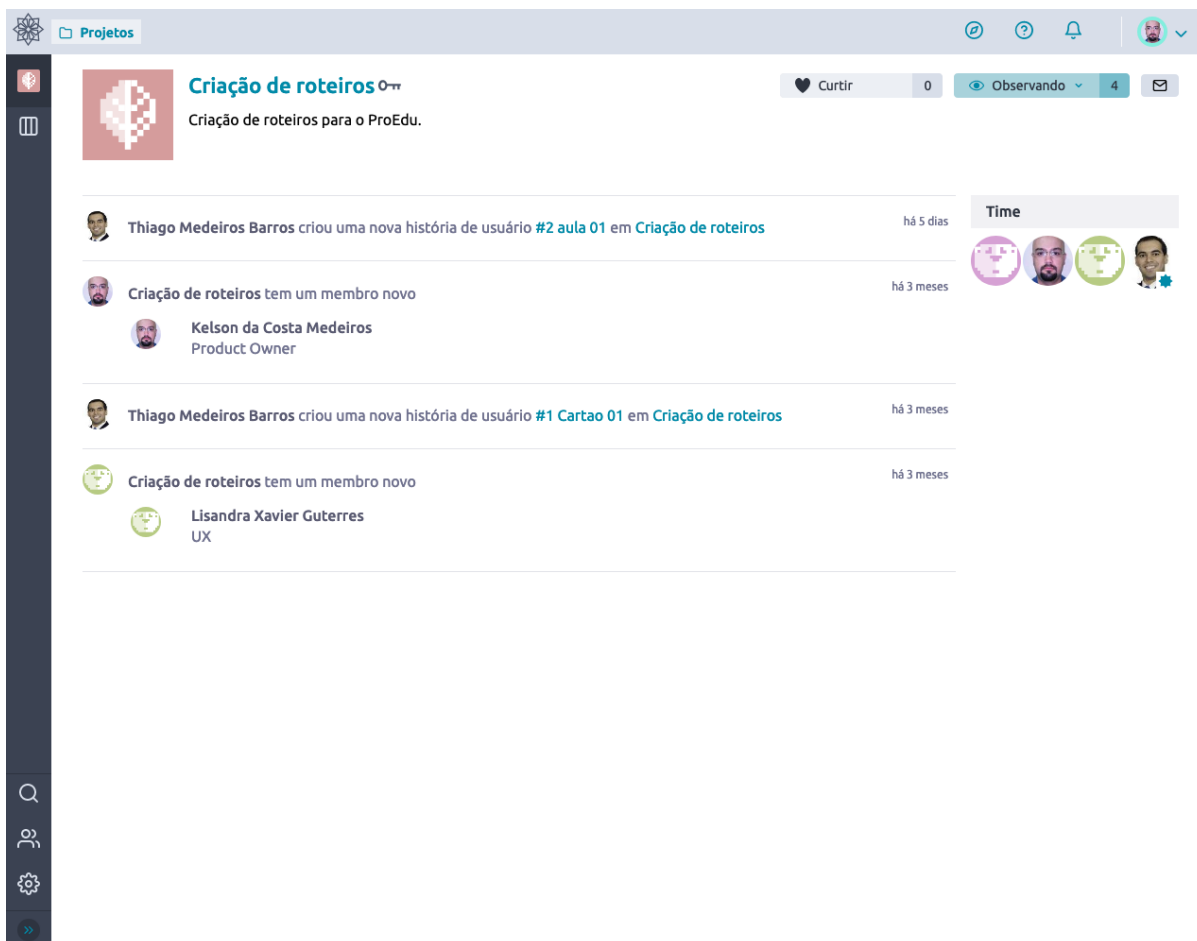 Projetos
Criação de roteiros
Curtir 0
Observando 4
Criação de roteiros para o ProEdu.
Time
Thiago Medeiros Barros criou uma nova história de usuário #2 aula 01 em Criação de roteiros
há 5 dias
Criação de roteiros tem um membro novo
há 3 meses
Kelson da Costa Medeiros
Product Owner
Thiago Medeiros Barros criou uma nova história de usuário #1 Cartao 01 em Criação de roteiros
há 3 meses
Criação de roteiros tem um membro novo
há 3 meses
Lisandra Xavier Guterres
UX